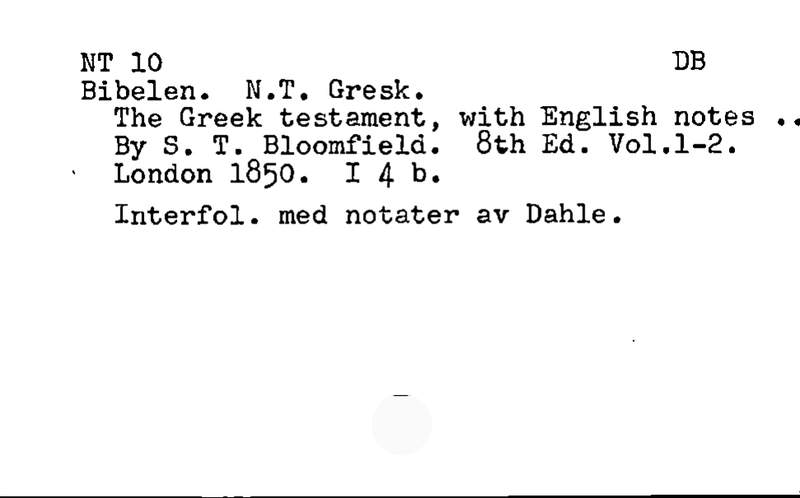 NT 10 DB
Bibelen. N.T. Gresk.
The Greek testament, with English notes ..
By S. T. Bloomfield. 8th Ed. Vol.1-2.
London 1850. I 4 b.
Interfol. med notater av Dahle.